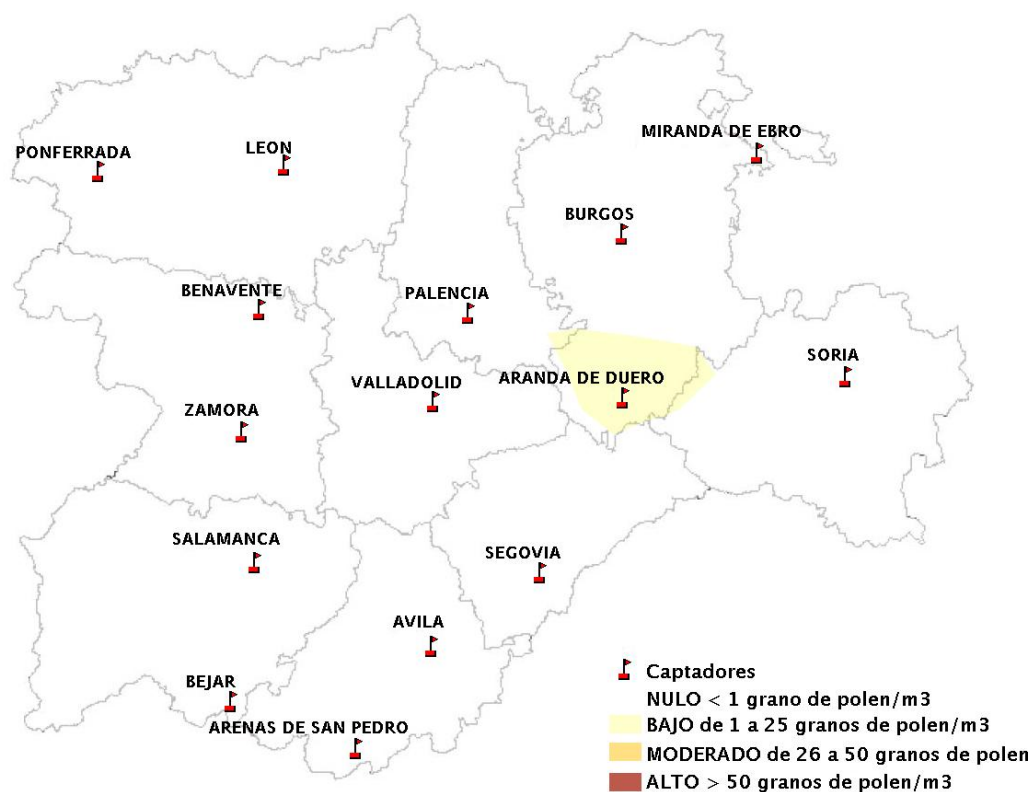 MIRANDA DE EBRO
LEON
PONFERRADA
BURGOS
BENAVENTE
PALENCIA
SORIA
ARANDA DE DUERO
VALLADOLID
ZAMORA
SALAMANCA
SEGOVIA
AVILA
BEJAR
ARENAS DE SAN PEDRO
Captadores
NULO < 1 grano de polen/m3
BAJO de 1 a 25 granos de polen/m3
MODERADO de 26 a 50 granos de polen
ALTO > 50 granos de polen/m3